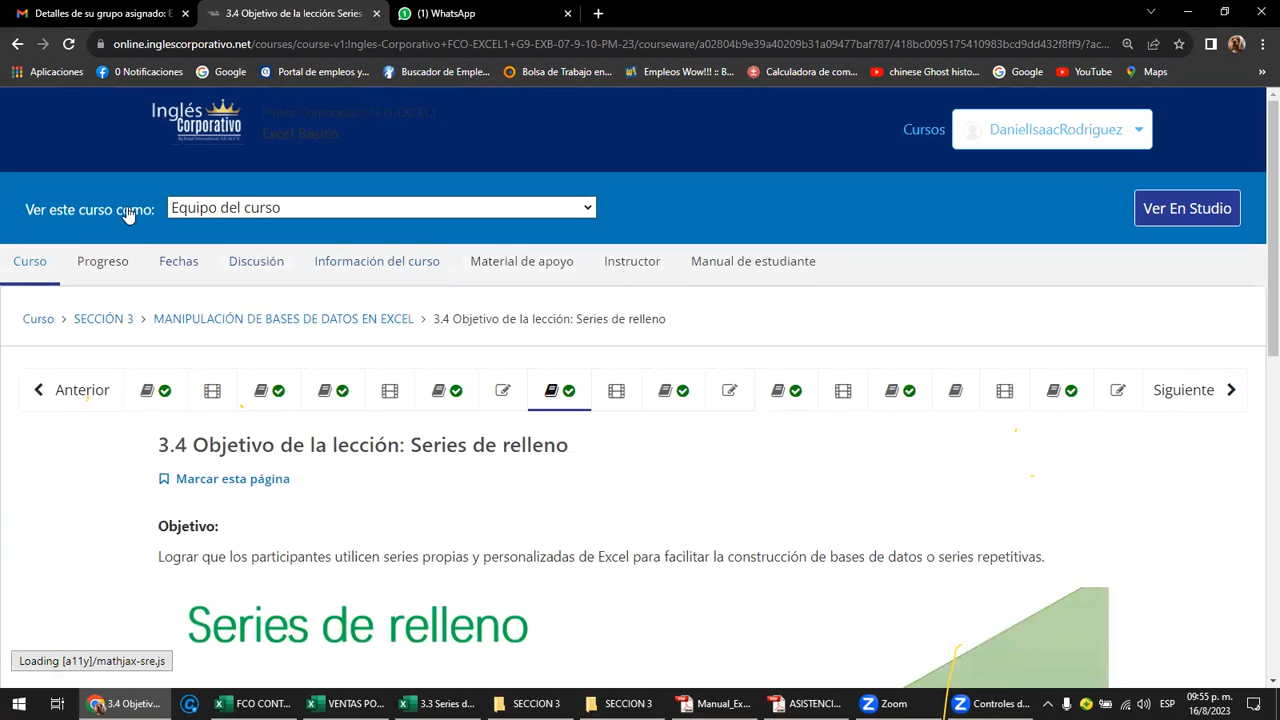 Detalles de su grupo asignado: E
3.4 Objetivo de la lección: Series
(1) WhatsApp
online.inglescorporativo.net/courses/course-v1:Ingles-Corporativo+FCO-EXCEL1+G9-EXB-07-9-10-PM-23/courseware/a02804b9e39a40209b31a09477baf787/418bc0095175410983bcd9dd432f8ff9/?ac...
Aplicaciones
0 Notificaciones
Google
Portal de empleos y...
Buscador de Emple...
Bolsa de Trabajo en...
Empleos Wow!!! :: B...
Calculadora de com...
chinese Ghost histo...
Google
YouTube
Maps
»
Inglés Corporativo
Ingles-Corporativo: FCO-EXCEL1
Excel Básico
Cursos
DanielIsaacRodriguez
Ver este curso como:
Equipo del curso
Ver En Studio
Curso
Progreso
Fechas
Discusión
Información del curso
Material de apoyo
Instructor
Manual de estudiante
Curso > SECCIÓN 3 > MANIPULACIÓN DE BASES DE DATOS EN EXCEL > 3.4 Objetivo de la lección: Series de relleno
Anterior
Siguiente
3.4 Objetivo de la lección: Series de relleno
Marcar esta página
Objetivo:
Lograr que los participantes utilicen series propias y personalizadas de Excel para facilitar la construcción de bases de datos o series repetitivas.
Series de relleno
Loading [a11y]/mathjax-sre.js
3.4 Objetiv...
FCO CONT...
VENTAS PO...
3.3 Series d...
SECCION 3
SECCION 3
Manual_Ex...
ASISTENCI...
Zoom
Controles d...
ESP
09:55 p. m.
16/8/2023